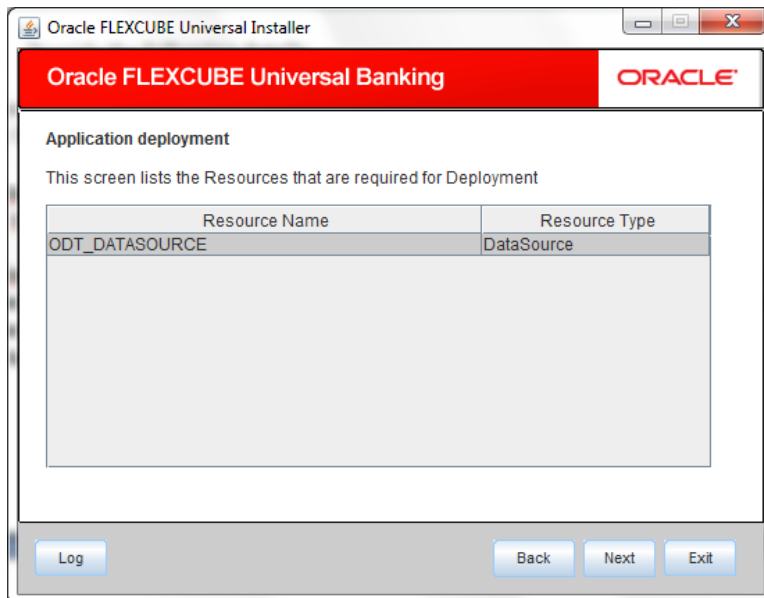 Oracle FLEXCUBE Universal Installer
Oracle FLEXCUBE Universal Banking
ORACLE
Application deployment
This screen lists the Resources that are required for Deployment
Resource Name Resource Type
ODT_DATASOURCE DataSource
Log Back Next Exit